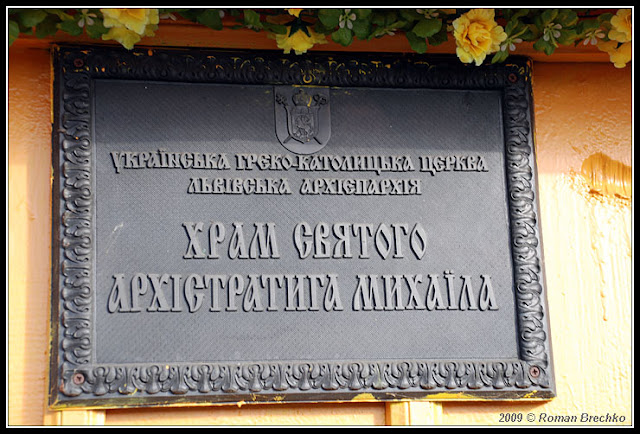 УКРАЇНСЬКА ГРЕКО-КАТОЛИЦЬКА ЦЕРКВА
ЛЬВІВСЬКА АРХІЄПАРХІЯ
ХРАМ СВЯТОГО
АРХІСТРАТИГА МИХАЇЛА
2009 © Roman Brechko